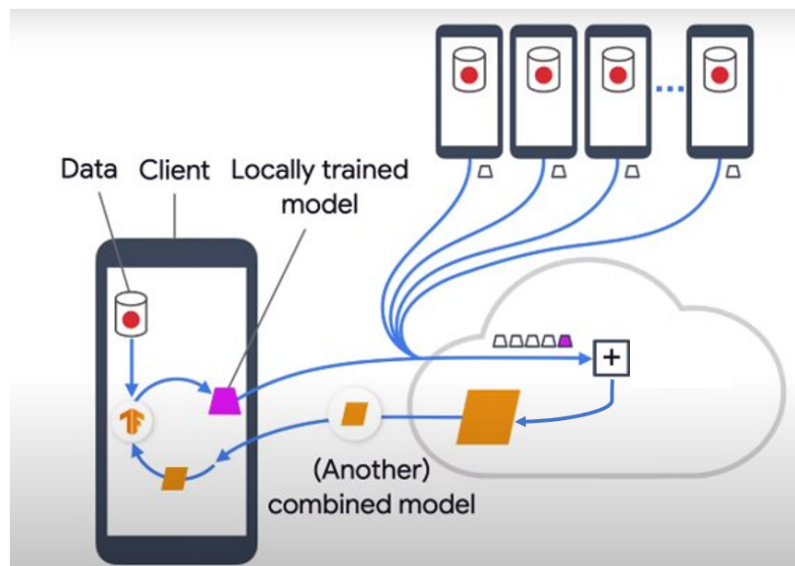 Data
Client
Locally trained
model
+
(Another)
combined model